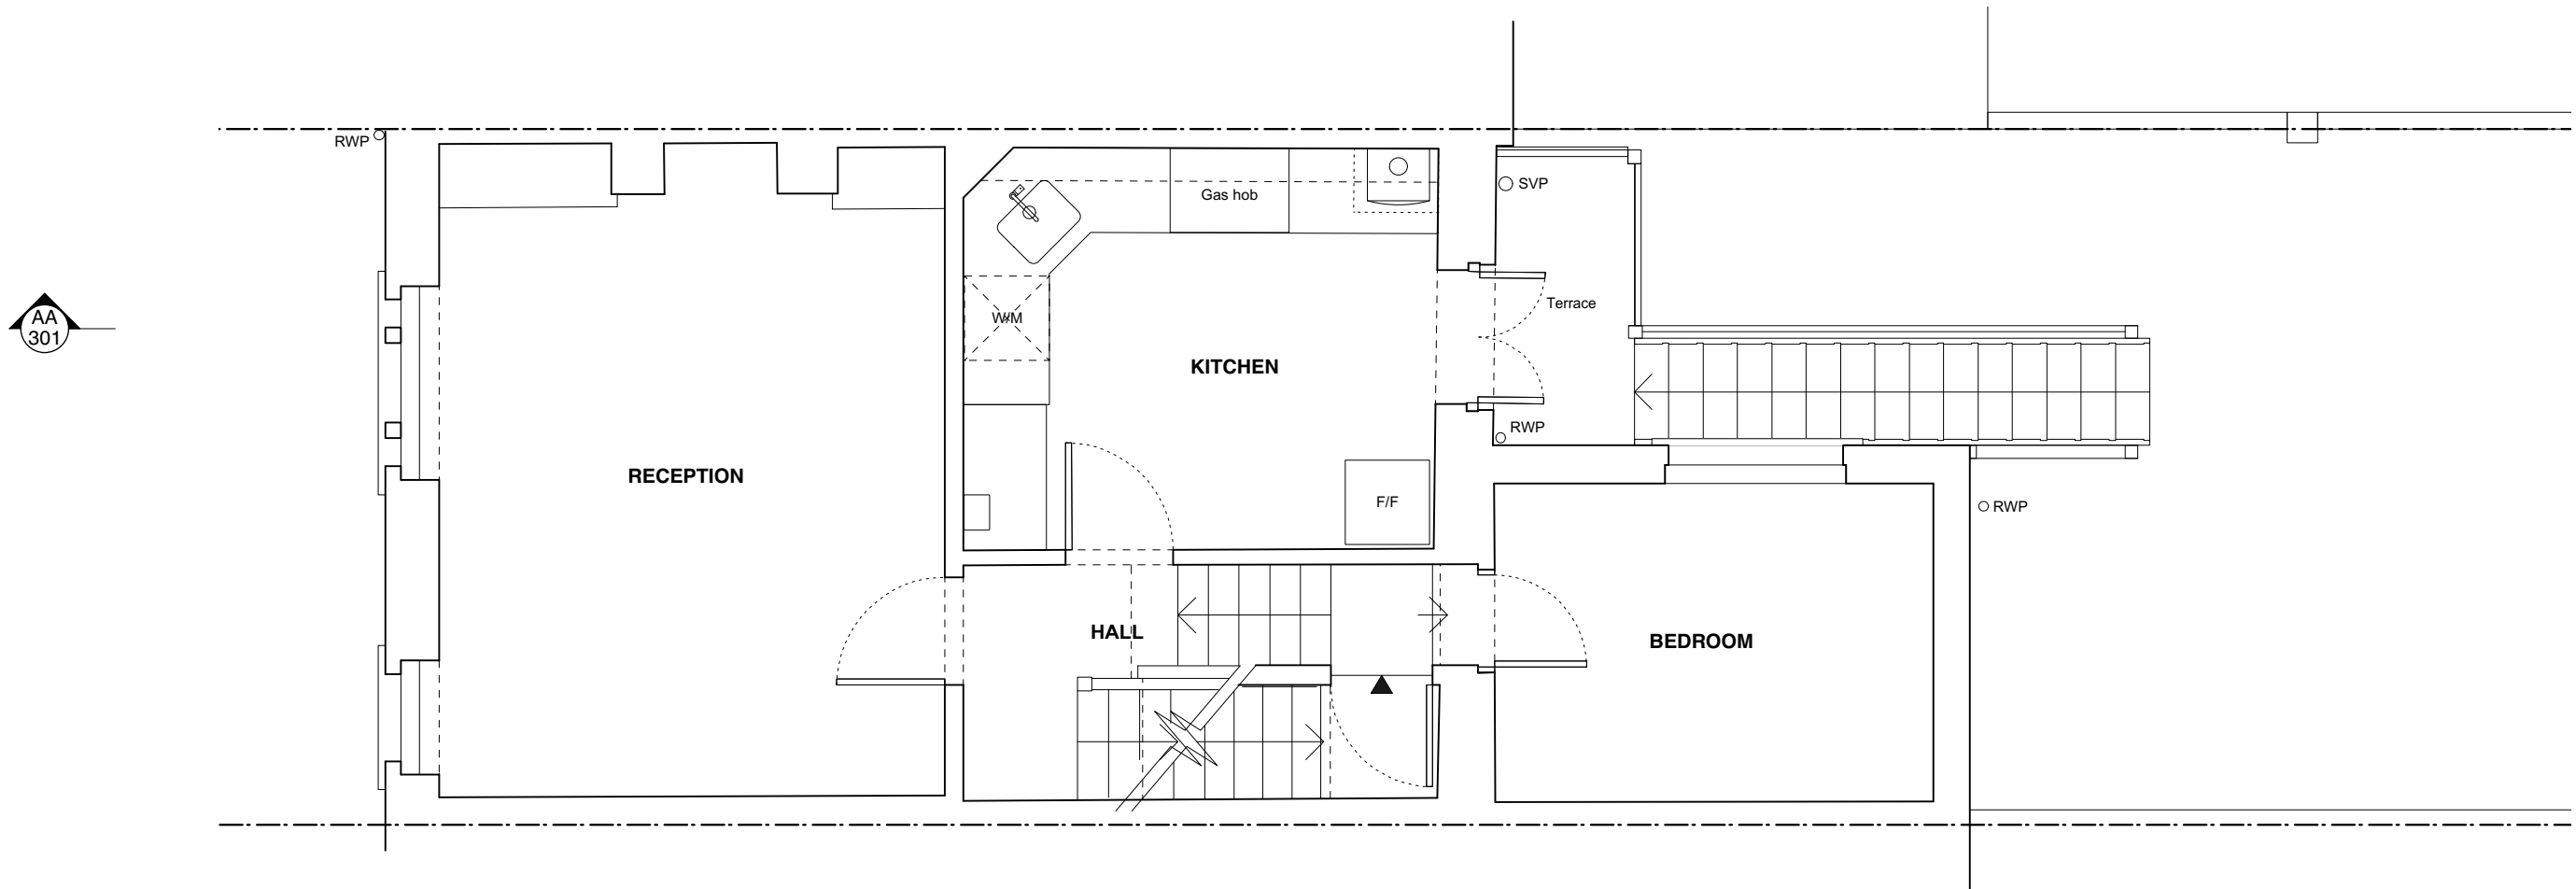 RWP
SVP
Gas hob
Terrace
AA
301
W/M
KITCHEN
RWP
RECEPTION
F/F
RWP
HALL
BEDROOM